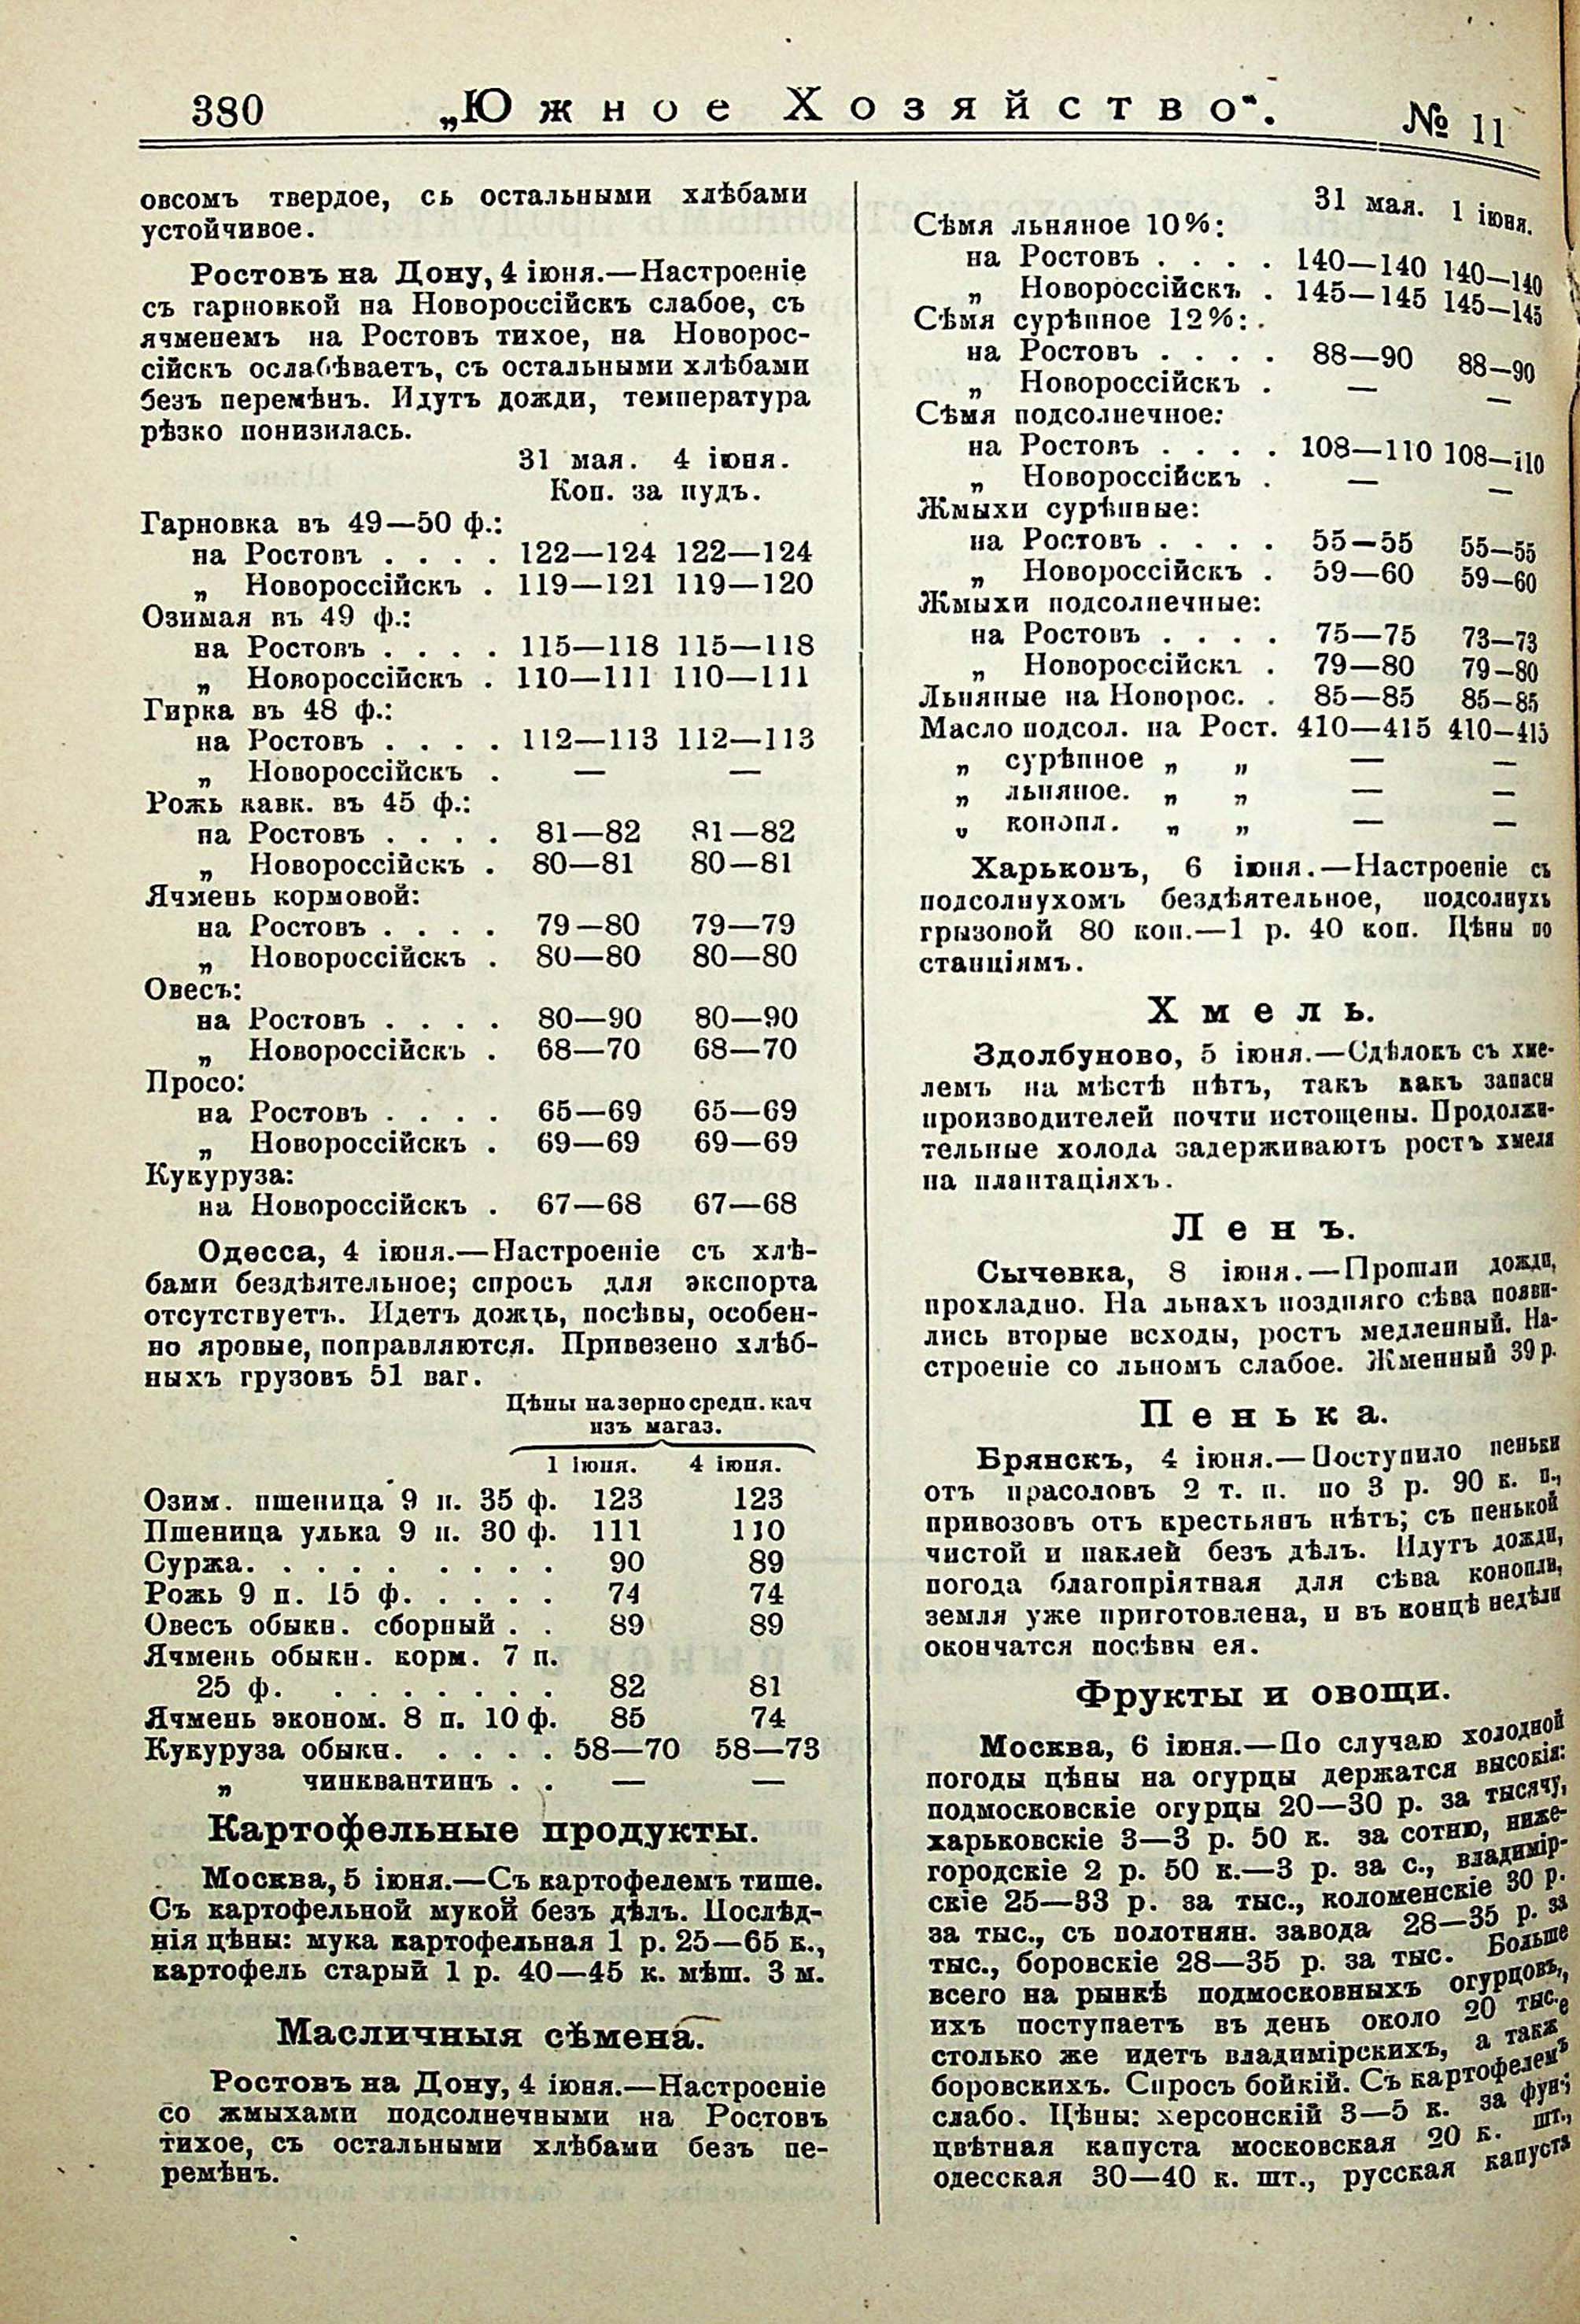 380
„Южное Хозяйство“.
№ 11
овсомъ твердое, съ остальными хлѣбами
устойчивое.
Ростовъ на Дону, 4 іюня.—Настроеніе
съ гарновкой на Новороссійскъ слабое, съ
ячменемъ на Ростовъ тихое, на Новорос-
сійскъ ослабѣваетъ, съ остальными хлѣбами
безъ перемѣнъ. Идутъ дожди, температура
рѣзко понизилась.
31 мая. 4 іюня.
Коп. за пудъ.
Гарновка въ 49—50 ф.:
на Ростовъ . . . . 122—124 122—124
„ Новороссійскъ . 119—121 119—120
Озимая въ 49 ф.:
на Ростовъ . . . . 115—118 115—118
„ Новороссійскъ . 110—111 110—111
Гирка въ 48 ф.:
на Ростовъ . . . . 112—113 112—113
„ Новороссійскъ . — —
Рожь кавк. въ 45 ф.:
на Ростовъ . . . . 81—82 81—82
„ Новороссійскъ . 80—81 80—81
Ячмень кормовой:
на Ростовъ . . . . 79—80 79—79
„ Новороссійскъ . 80—80 80—80
Овесъ:
на Ростовъ . . . . 80—90 80—90
„ Новороссійскъ . 68—70 68—70
Просо:
на Ростовъ . . . . 65—69 65—69
„ Новороссійскъ . 69—69 69—69
Кукуруза:
на Новороссійскъ . 67—68 67—68
Одесса, 4 іюня.—Настроеніе съ хлѣ-
бами бездѣятельное; спросъ для экспорта
отсутствуетъ. Идетъ дождь, посѣвы, особен-
но яровые, поправляются. Привезено хлѣб-
ныхъ грузовъ 51 ваг.
Цѣны на зерно средн. кач
изъ магаз.
1 іюня. 4 іюня.
Озим. пшеница 9 п. 35 ф. 123 123
Пшеница улька 9 п. 30 ф. 111 110
Суржа. . . . . . . . . . 90 89
Рожь 9 п. 15 ф. . . . . . 74 74
Овесъ обыкн. сборный . . 89 89
Ячмень обыкн. корм. 7 п.
25 ф. . . . . . . . . 82 81
Ячмень эконом. 8 п. 10 ф. 85 74
Кукуруза обыкн. . . . . . 58—70 58—73
„ чинквантинъ . . — —
Картофельные продукты.
Москва, 5 іюня.—Съ картофелемъ тише.
Съ картофельной мукой безъ дѣлъ. Послѣд-
нія цѣны: мука картофельная 1 р. 25—65 к.,
картофель старый 1 р. 40—45 к. мѣш. 3 м.
Масличныя сѣмена.
Ростовъ на Дону, 4 іюня.—Настроеніе
со жмыхами подсолнечными на Ростовъ
тихое, съ остальными хлѣбами безъ пе-
ремѣнъ.
31 мая. 1 іюня.
Сѣмя льняное 10%:
на Ростовъ . . . . 140—140 140—140
„ Новороссійскъ . 145—145 145—145
Сѣмя сурѣпное 12%: .
на Ростовъ . . . . 88—90 88—90
„ Новороссійскъ . — —
Сѣмя подсолнечное:
на Ростовъ . . . . 108—110 108—110
„ Новороссійскъ . — —
Жмыхи сурѣпные:
на Ростовъ . . . . 55—55 55—55
„ Новороссійскъ . 59—60 59—60
Жмыхи подсолнечные:
на Ростовъ . . . . 75—75 73—73
„ Новороссійскъ . 79—80 79—80
Льняные на Новорос. . 85—85 85—85
Масло подсол. на Рост. 410—415 410—415
„ сурѣпное „ „ — —
„ льняное. „ „ — —
„ конопл. „ „ — —
Харьковъ, 6 іюня.—Настроеніе съ
подсолнухомъ бездѣятельное, подсолнухъ
грызовой 80 коп.—1 р. 40 коп. Цѣны по
станціямъ.
Хмель.
Здолбуново, 5 іюня.—Сдѣлокъ съ хме-
лемъ на мѣстѣ нѣтъ, такъ какъ запасы
производителей почти истощены. Продолжи-
тельные холода задерживаютъ ростъ хмеля
на плантаціяхъ.
Ленъ.
Сычевка, 8 іюня.—Прошли дожди,
прохладно. На льнахъ поздняго сѣва появи-
лись вторые всходы, ростъ медленный. На-
строеніе со льномъ слабое. Жменный 39 р.
Пенька.
Брянскъ, 4 іюня.—Поступило пеньки
отъ прасоловъ 2 т. п. по 3 р. 90 к. п.,
привозовъ отъ крестьянъ нѣтъ; съ пенькой
чистой и паклей безъ дѣлъ. Идутъ дожди,
погода благопріятная для сѣва конопли,
земля уже приготовлена, и въ концѣ недѣли
окончатся посѣвы ея.
Фрукты и овощи.
Москва, 6 іюня.—По случаю холодной
погоды цѣны на огурцы держатся высокія:
подмосковскіе огурцы 20—30 р. за тысячу,
харьковскіе 3—3 р. 50 к. за сотню, ниже-
городскіе 2 р. 50 к.—3 р. за с., владимір-
скіе 25—33 р. за тыс., коломенскіе 30 р.
за тыс., съ полотнян. завода 28—35 р. за
тыс., боровскіе 28—35 р. за тыс. Больше
всего на рынкѣ подмосковныхъ огурцовъ,
ихъ поступаетъ въ день около 20 тыс.,
столько же идетъ владимірскихъ, а также
боровскихъ. Спросъ бойкій. Съ картофелемъ
слабо. Цѣны: херсонскій 3—5 к. за фун.;
цвѣтная капуста московская 20 к. шт.,
одесская 30—40 к. шт., русская капуста